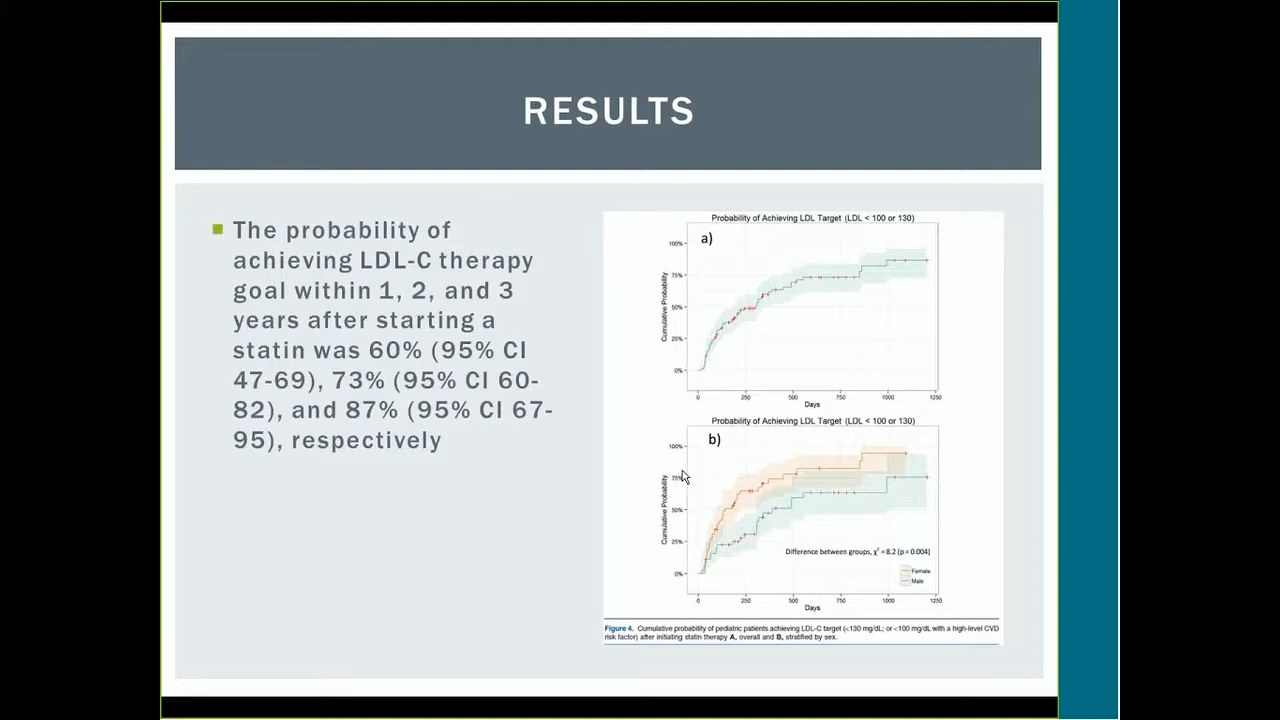 RESULTS
The probability of
achieving LDL-C therapy
goal within 1, 2, and 3
years after starting a
statin was 60% (95% CI
47-69), 73% (95% CI 60-
82), and 87% (95% CI 67-
95), respectively
Probability of Achieving LDL Target (LDL < 100 or 130)
a)
100%
75%
50%
25%
0%
Cumulative Probability
0 250 500 750 1000 1250
Days
Probability of Achieving LDL Target (LDL < 100 or 130)
b)
100%
75%
50%
25%
0%
Cumulative Probability
Difference between groups, χ² = 8.2 (p = 0.004)
Female
Male
0 250 500 750 1000 1250
Days
Figure 4. Cumulative probability of pediatric patients achieving LDL-C target (<130 mg/dL; or <100 mg/dL with a high-level CVD
risk factor) after initiating statin therapy A, overall and B, stratified by sex.